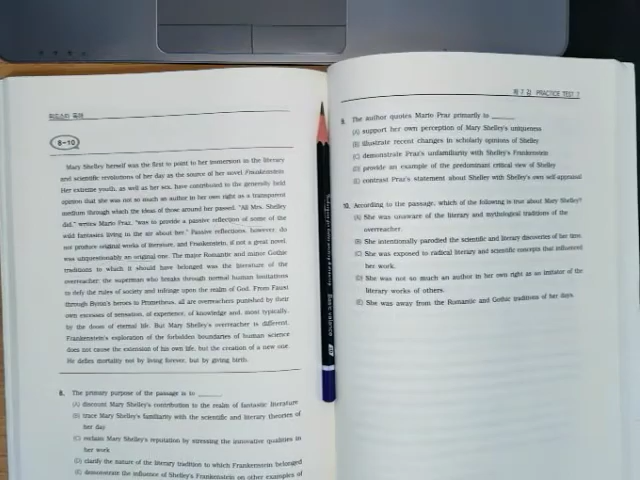 8-10
Mary Shelley herself was the first to point to her immersion in the literary
and scientific revolutions of her day as the source of her novel Frankenstein.
Her extreme youth, as well as her sex, have contributed to the generally held
opinion that she was not so much an author in her own right as a transparent
medium through which the ideas of those around her passed. "All Mrs. Shelley
did," writes Mario Praz, "was to provide a passive reflection of some of the
wild fantasies living in the air about her." Passive reflections, however, do
not produce original works of literature, and Frankenstein, if not a great novel,
was unquestionably an original one. The major Romantic and minor Gothic
traditions to which it should have belonged was the literature of the
overreacher: the superman who breaks through normal human limitations
to defy the rules of society and infringe upon the realm of God. From Faust
through Byron's heroes to Prometheus, all are overreachers punished by their
own excesses of sensation, of experience, of knowledge and, most typically,
by the doom of eternal life. But Mary Shelley's overreacher is different.
Frankenstein's exploration of the forbidden boundaries of human science
does not cause the extension of his own life, but the creation of a new one.
He defies mortality not by living forever, but by giving birth.
8. The primary purpose of the passage is to ______
(A) discount Mary Shelley's contribution to the realm of fantastic literature
(B) trace Mary Shelley's familiarity with the scientific and literary theories of
her day
(C) reclaim Mary Shelley's reputation by stressing the innovative qualities in
her work
(D) clarify the nature of the literary tradition to which Frankenstein belonged
(E) demonstrate the influence of Shelley's Frankenstein on other examples of
제 7 강 PRACTICE TEST 7
9. The author quotes Mario Praz primarily to ______
(A) support her own perception of Mary Shelley's uniqueness
(B) illustrate recent changes in scholarly opinions of Shelley
(C) demonstrate Praz's unfamiliarity with Shelley's Frankenstein
(D) provide an example of the predominant critical view of Shelley
(E) contrast Praz's statement about Shelley with Shelley's own self appraisal
10. According to the passage, which of the following is true about Mary Shelley?
(A) She was unaware of the literary and mythological traditions of the
overreacher.
(B) She intentionally parodied the scientific and literary discoveries of her time.
(C) She was exposed to radical literary and scientific concepts that influenced
her work.
(D) She was not so much an author in her own right as an imitator of the
literary works of others.
(E) She was away from the Romantic and Gothic traditions of her days.